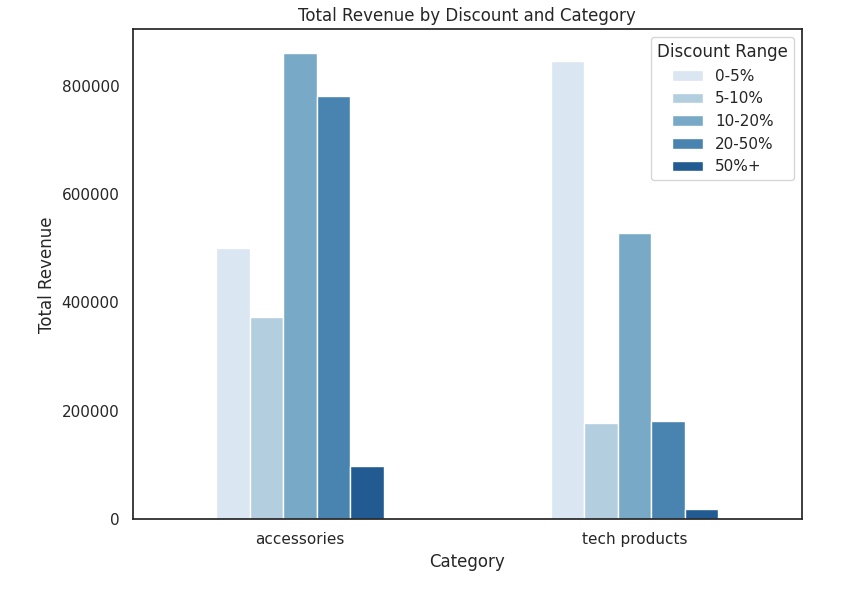 Total Revenue by Discount and Category
Discount Range
0-5%
5-10%
10-20%
20-50%
50%+
Total Revenue
800000
600000
400000
200000
0
accessories
tech products
Category